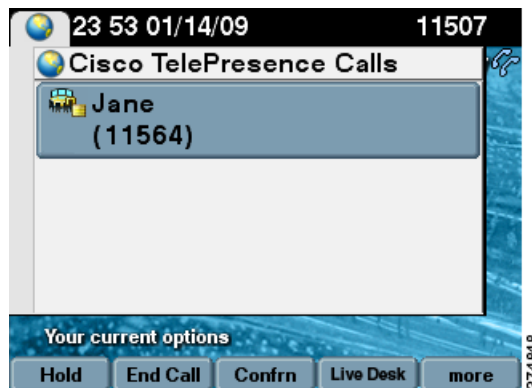 23 53 01/14/09 11507
Cisco TelePresence Calls
Jane
(11564)
Your current options
Hold End Call Confrn Live Desk more